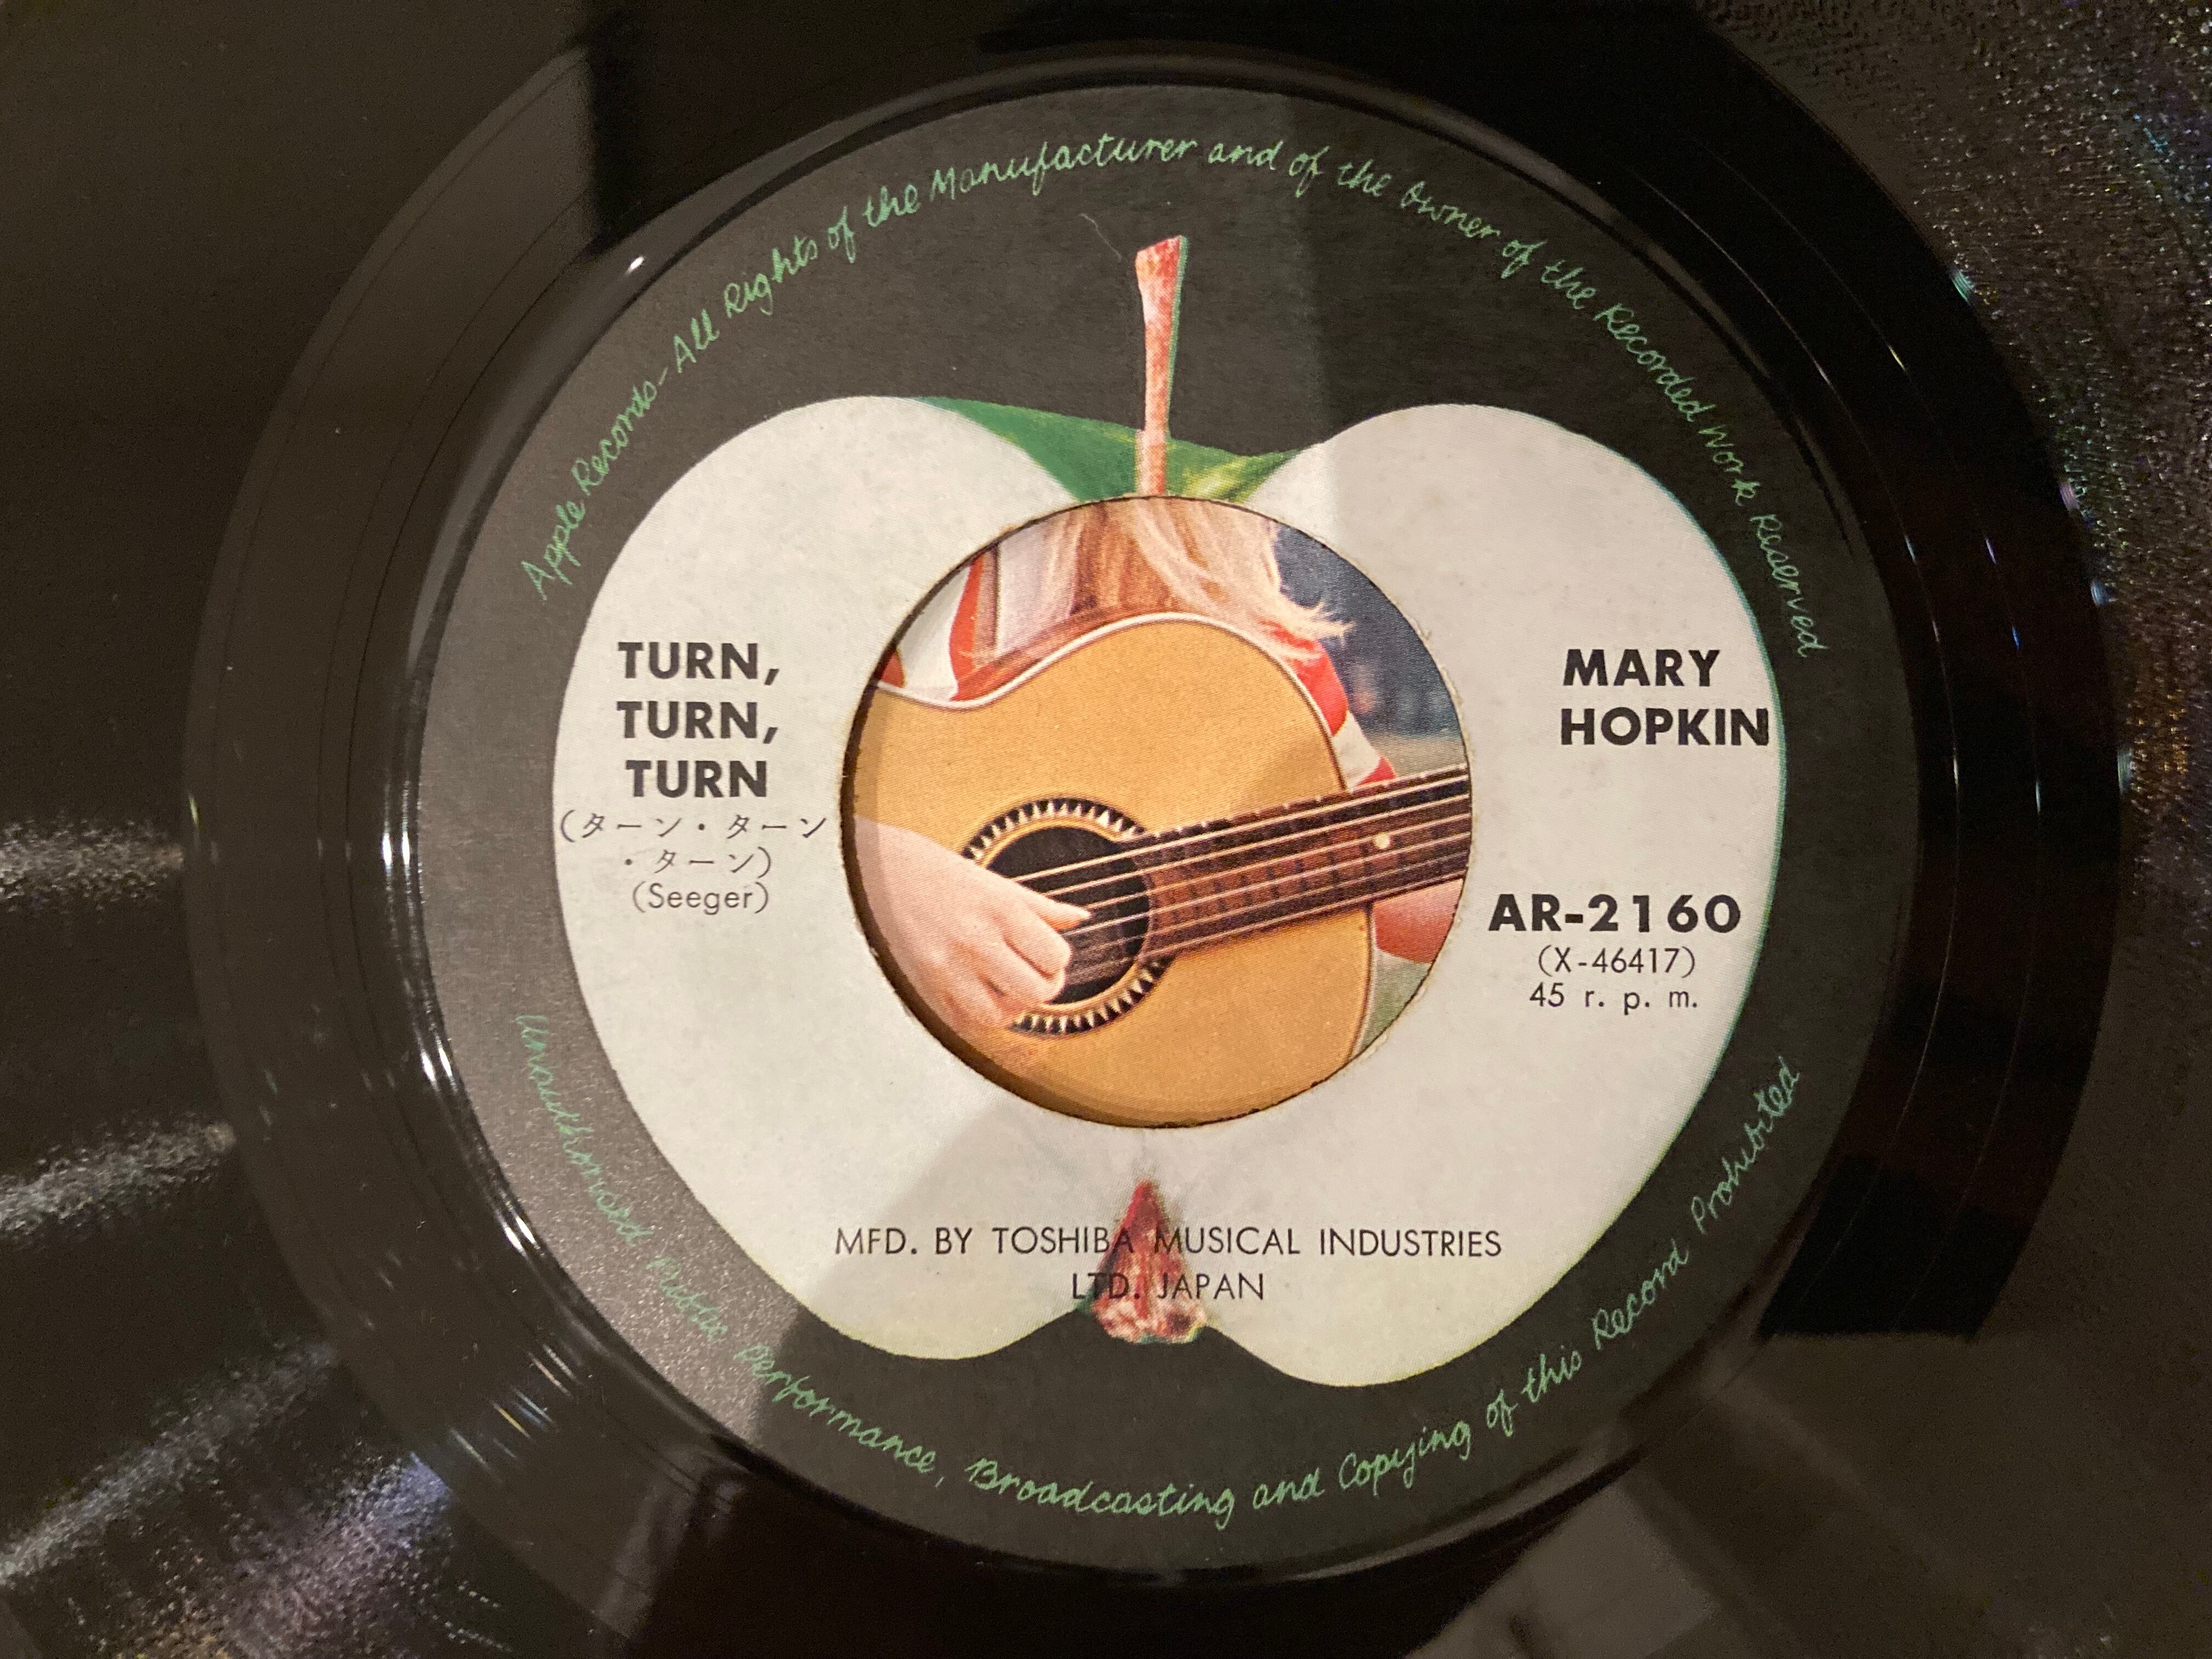 Apple Records-All Rights of the Manufacturer and of the Owner of the Recorded Work Reserved
TURN,
TURN,
TURN
(ターン・ターン
・ターン)
(Seeger)
MARY
HOPKIN
AR-2160
(X-46417)
45 r. p. m.
MFD. BY TOSHIBA MUSICAL INDUSTRIES
LTD. JAPAN
Unauthorised Public Performance, Broadcasting and Copying of this Record Prohibited